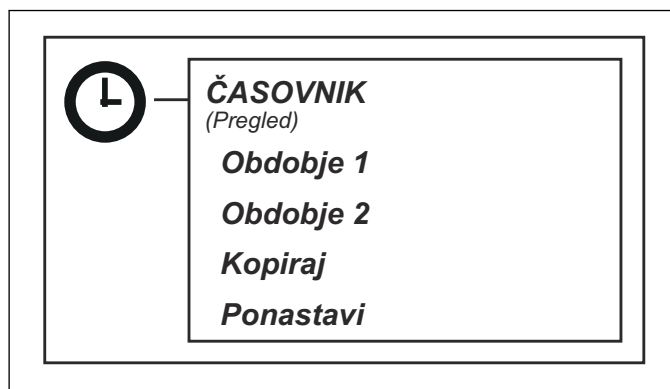 ČASOVNIK
(Pregled)
Obdobje 1
Obdobje 2
Kopiraj
Ponastavi